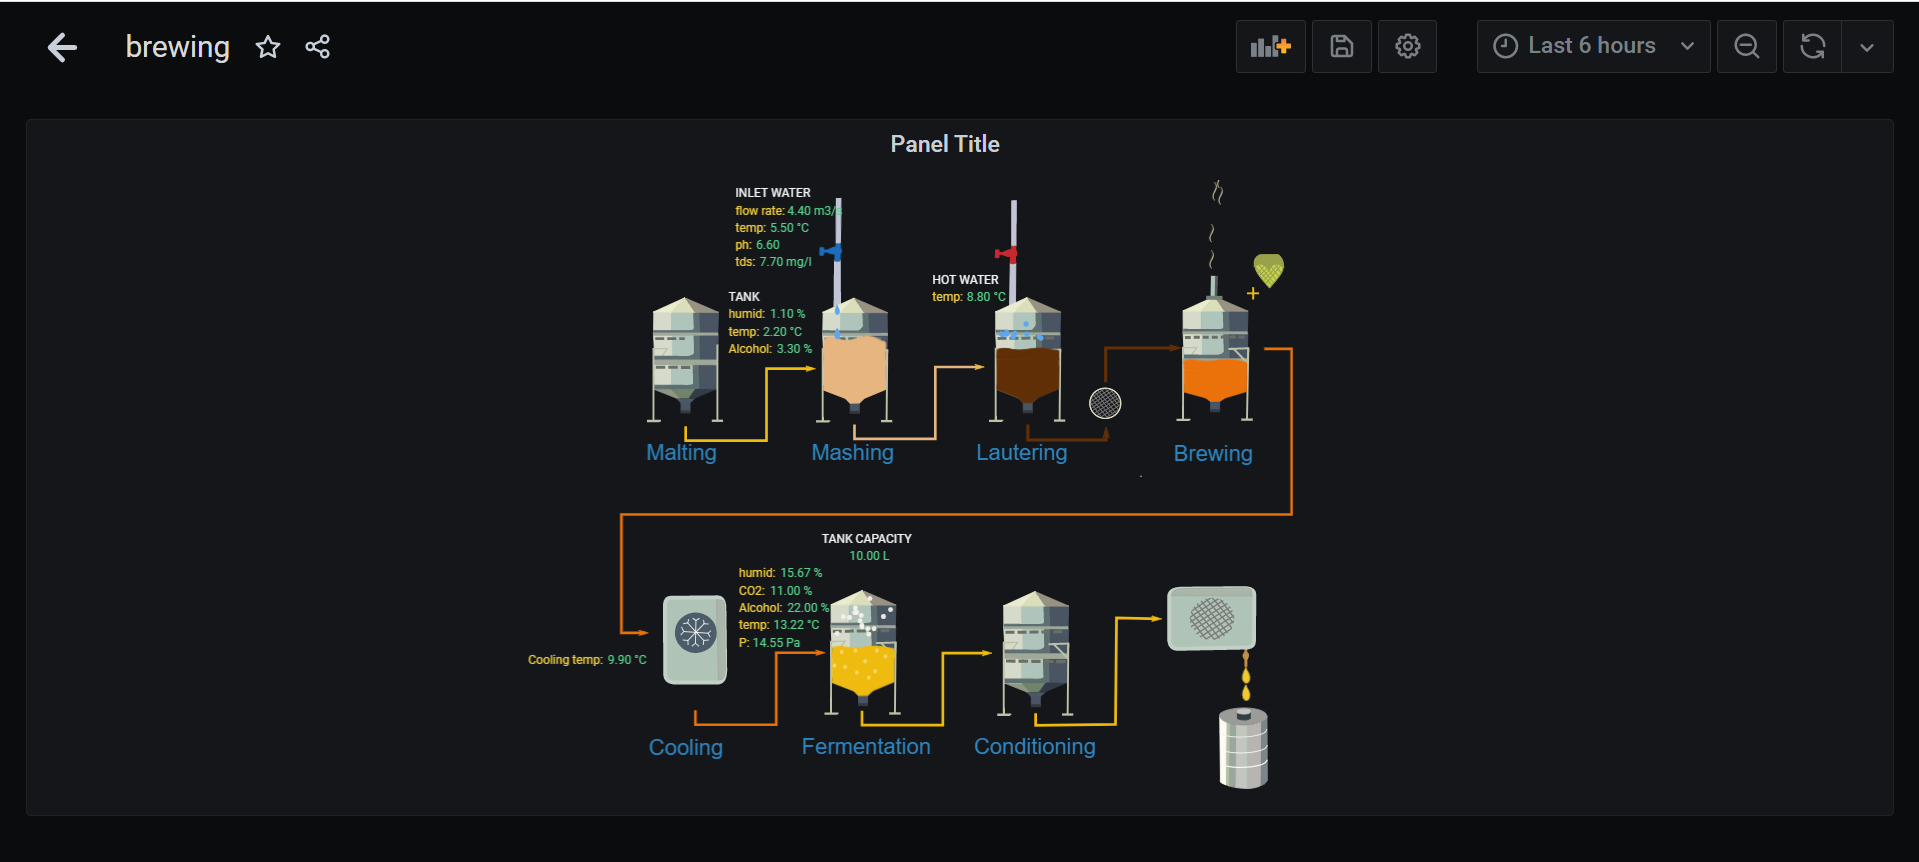 brewing
Last 6 hours
Panel Title
INLET WATER
flow rate: 4.40 m3/
temp: 5.50 °C
ph: 6.60
tds: 7.70 mg/l
HOT WATER
temp: 8.80 °C
TANK
humid: 1.10 %
temp: 2.20 °C
Alcohol: 3.30 %
Malting
Mashing
Lautering
Brewing
TANK CAPACITY
10.00 L
humid: 15.67 %
CO2: 11.00 %
Alcohol: 22.00 %
temp: 13.22 °C
P: 14.55 Pa
Cooling temp: 9.90 °C
Cooling
Fermentation
Conditioning